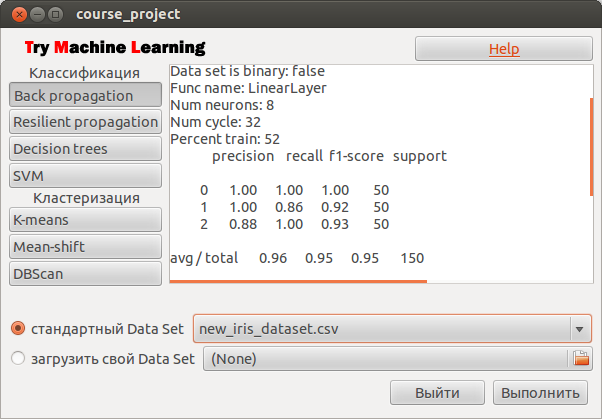 course_project
Try Machine Learning
Help
Классификация
Back propagation
Resilient propagation
Decision trees
SVM
Кластеризация
K-means
Mean-shift
DBScan
Data set is binary: false
Func name: LinearLayer
Num neurons: 8
Num cycle: 32
Percent train: 52
precision recall f1-score support
0 1.00 1.00 1.00 50
1 1.00 0.86 0.92 50
2 0.88 1.00 0.93 50
avg / total 0.96 0.95 0.95 150
стандартный Data Set new_iris_dataset.csv
загрузить свой Data Set (None)
Выйти Выполнить